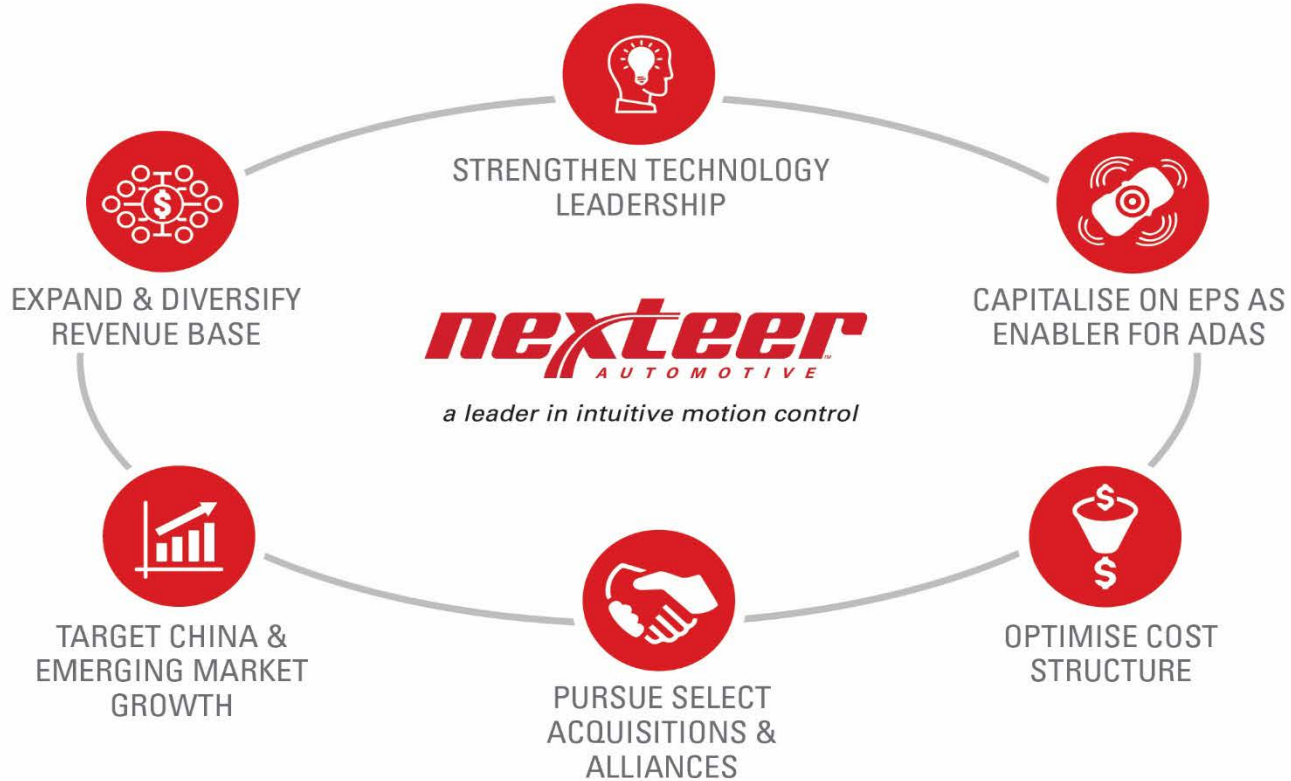 STRENGTHEN TECHNOLOGY
LEADERSHIP
EXPAND & DIVERSIFY
REVENUE BASE
CAPITALISE ON EPS AS
ENABLER FOR ADAS
nexteer
AUTOMOTIVE
a leader in intuitive motion control
TARGET CHINA &
EMERGING MARKET
GROWTH
OPTIMISE COST
STRUCTURE
PURSUE SELECT
ACQUISITIONS &
ALLIANCES
$
$
$